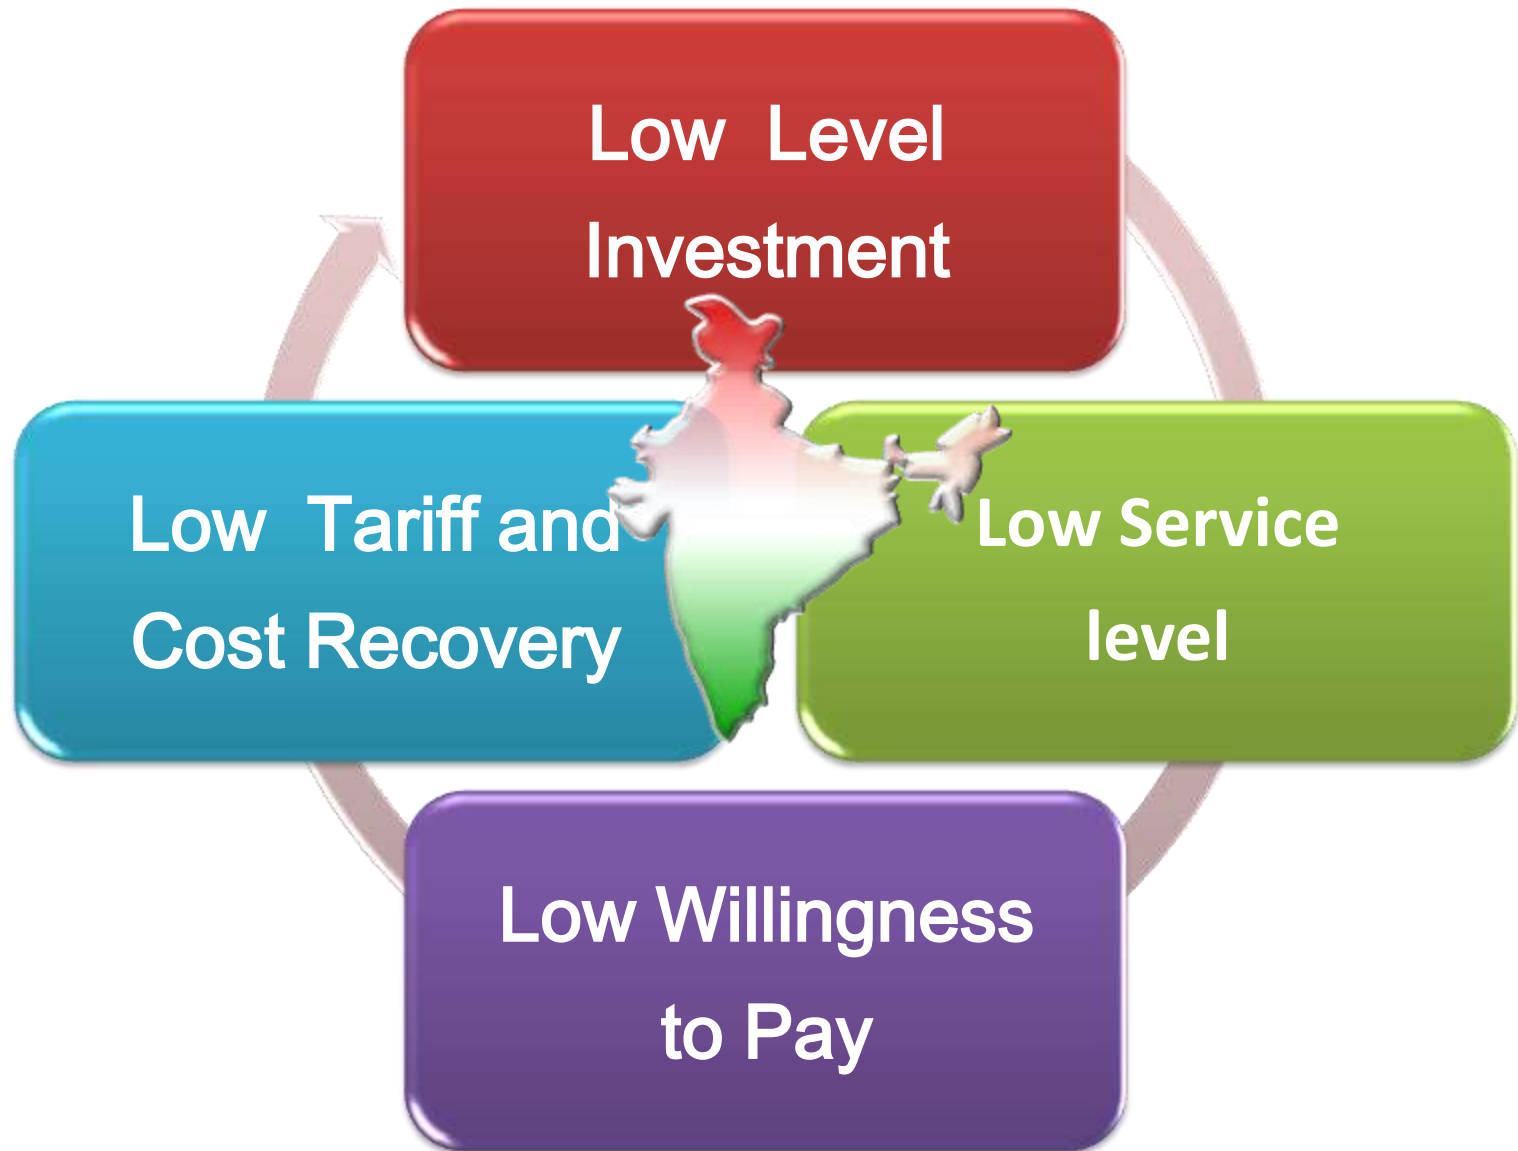 Low Level
Investment
Low Tariff and
Cost Recovery
Low Service
level
Low Willingness
to Pay